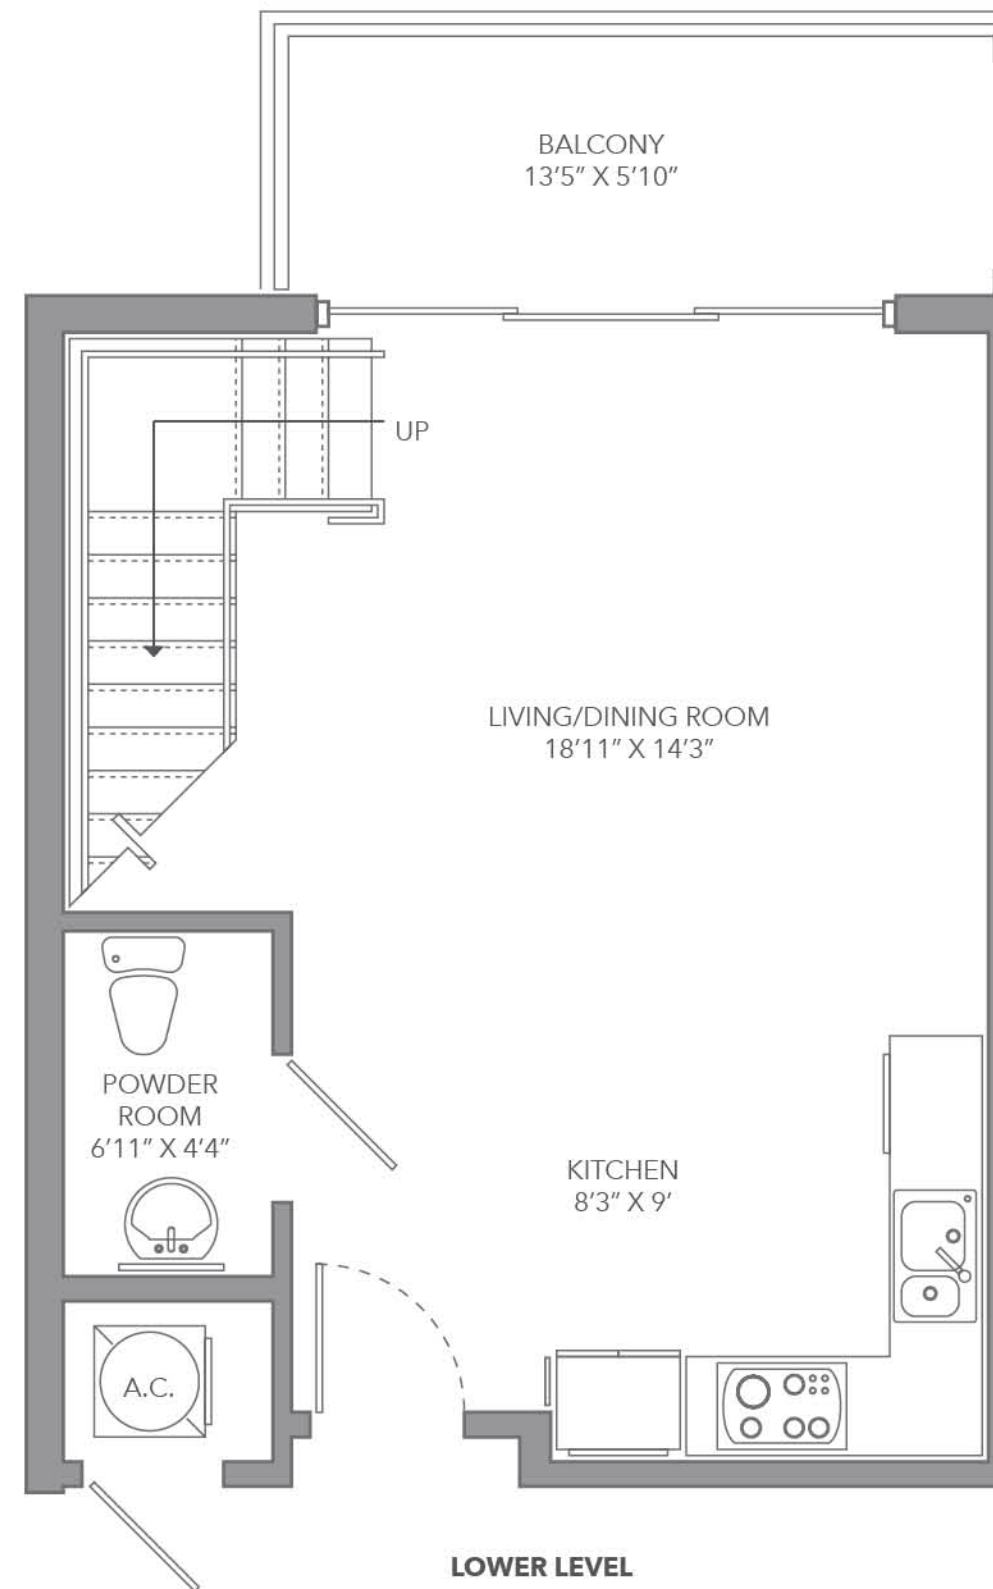 BALCONY
13’5” X 5’10”
UP
LIVING/DINING ROOM
18’11” X 14’3”
POWDER
ROOM
6’11” X 4’4”
KITCHEN
8’3” X 9’
A.C.
LOWER LEVEL